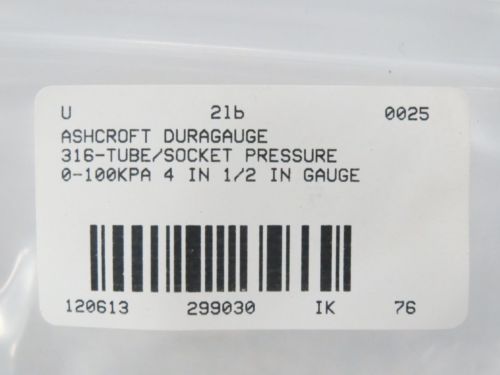 U 2lb 0025
ASHCROFT DURAGAUGE
316-TUBE/SOCKET PRESSURE
0-100KPA 4 IN 1/2 IN GAUGE
120613 299030 IK 76